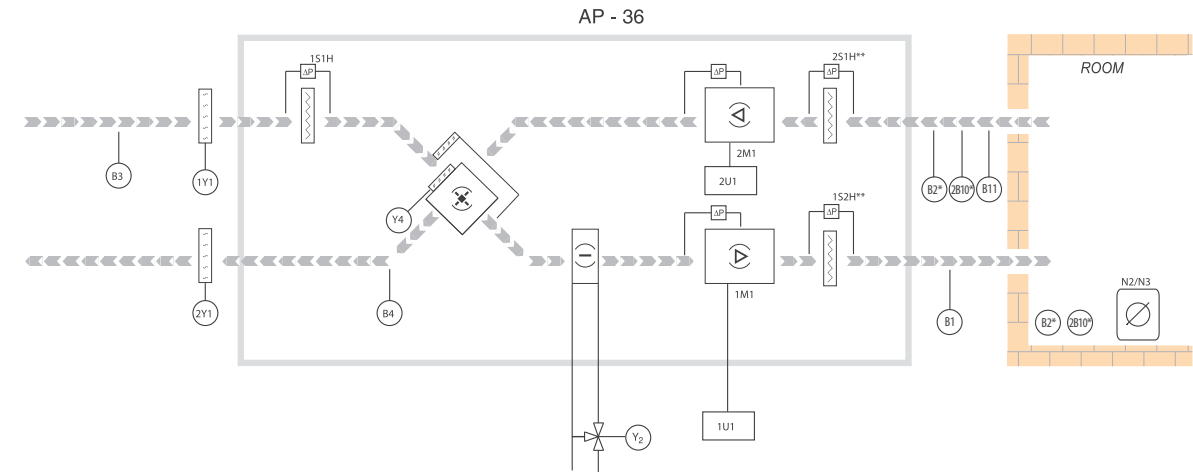 AP - 36
1S1H
ΔP
ΔP
2S1H**
ΔP
ROOM
B3
1Y1
2M1
2U1
B2*
2B10*
B11
Y4
ΔP
1S2H**
ΔP
2Y1
B4
1M1
B1
N2/N3
B2*
2B10*
1U1
Y2